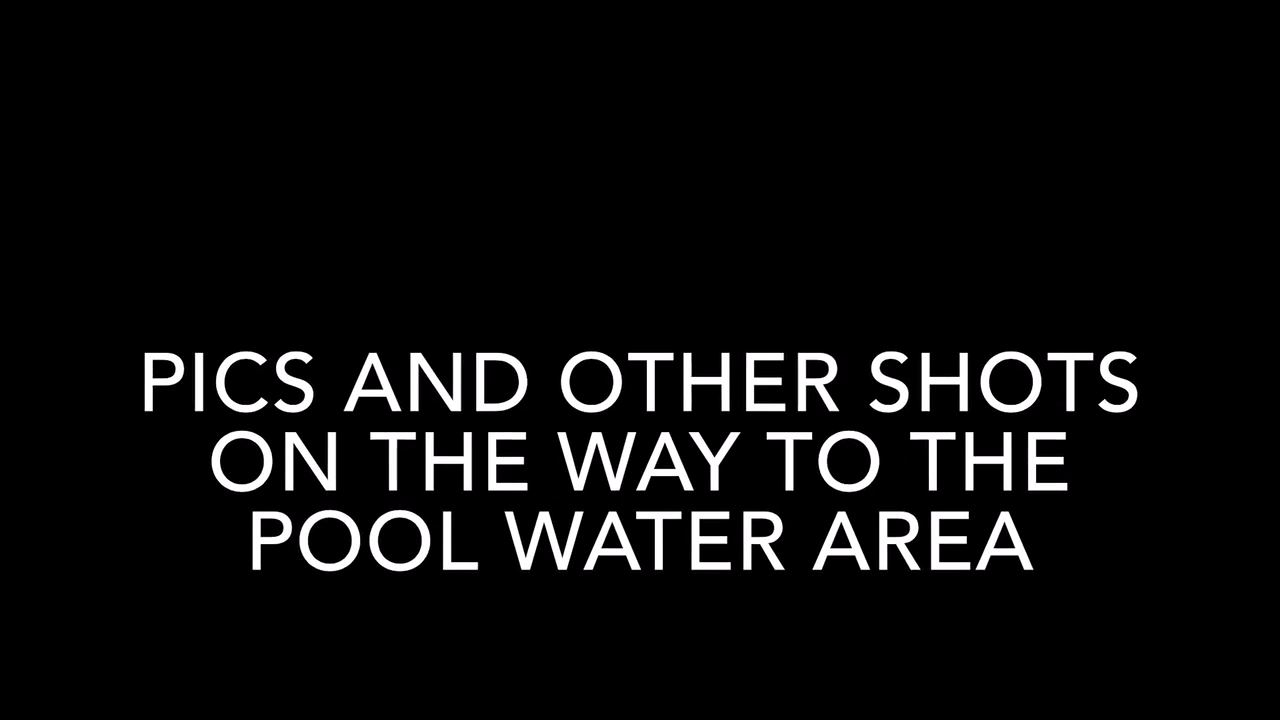 PICS AND OTHER SHOTS
ON THE WAY TO THE
POOL WATER AREA